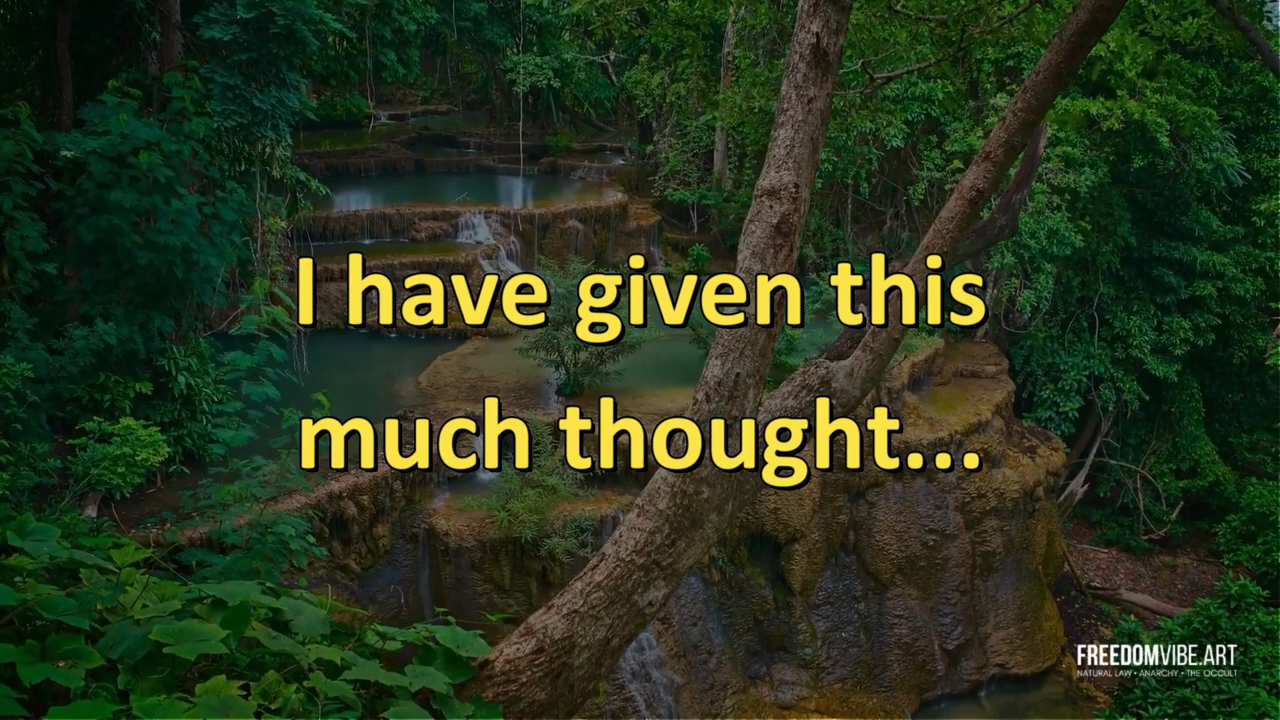 I have given this
much thought...
FREEDOMVIBE.ART
NATURAL LAW • ANARCHY • THE OCCULT